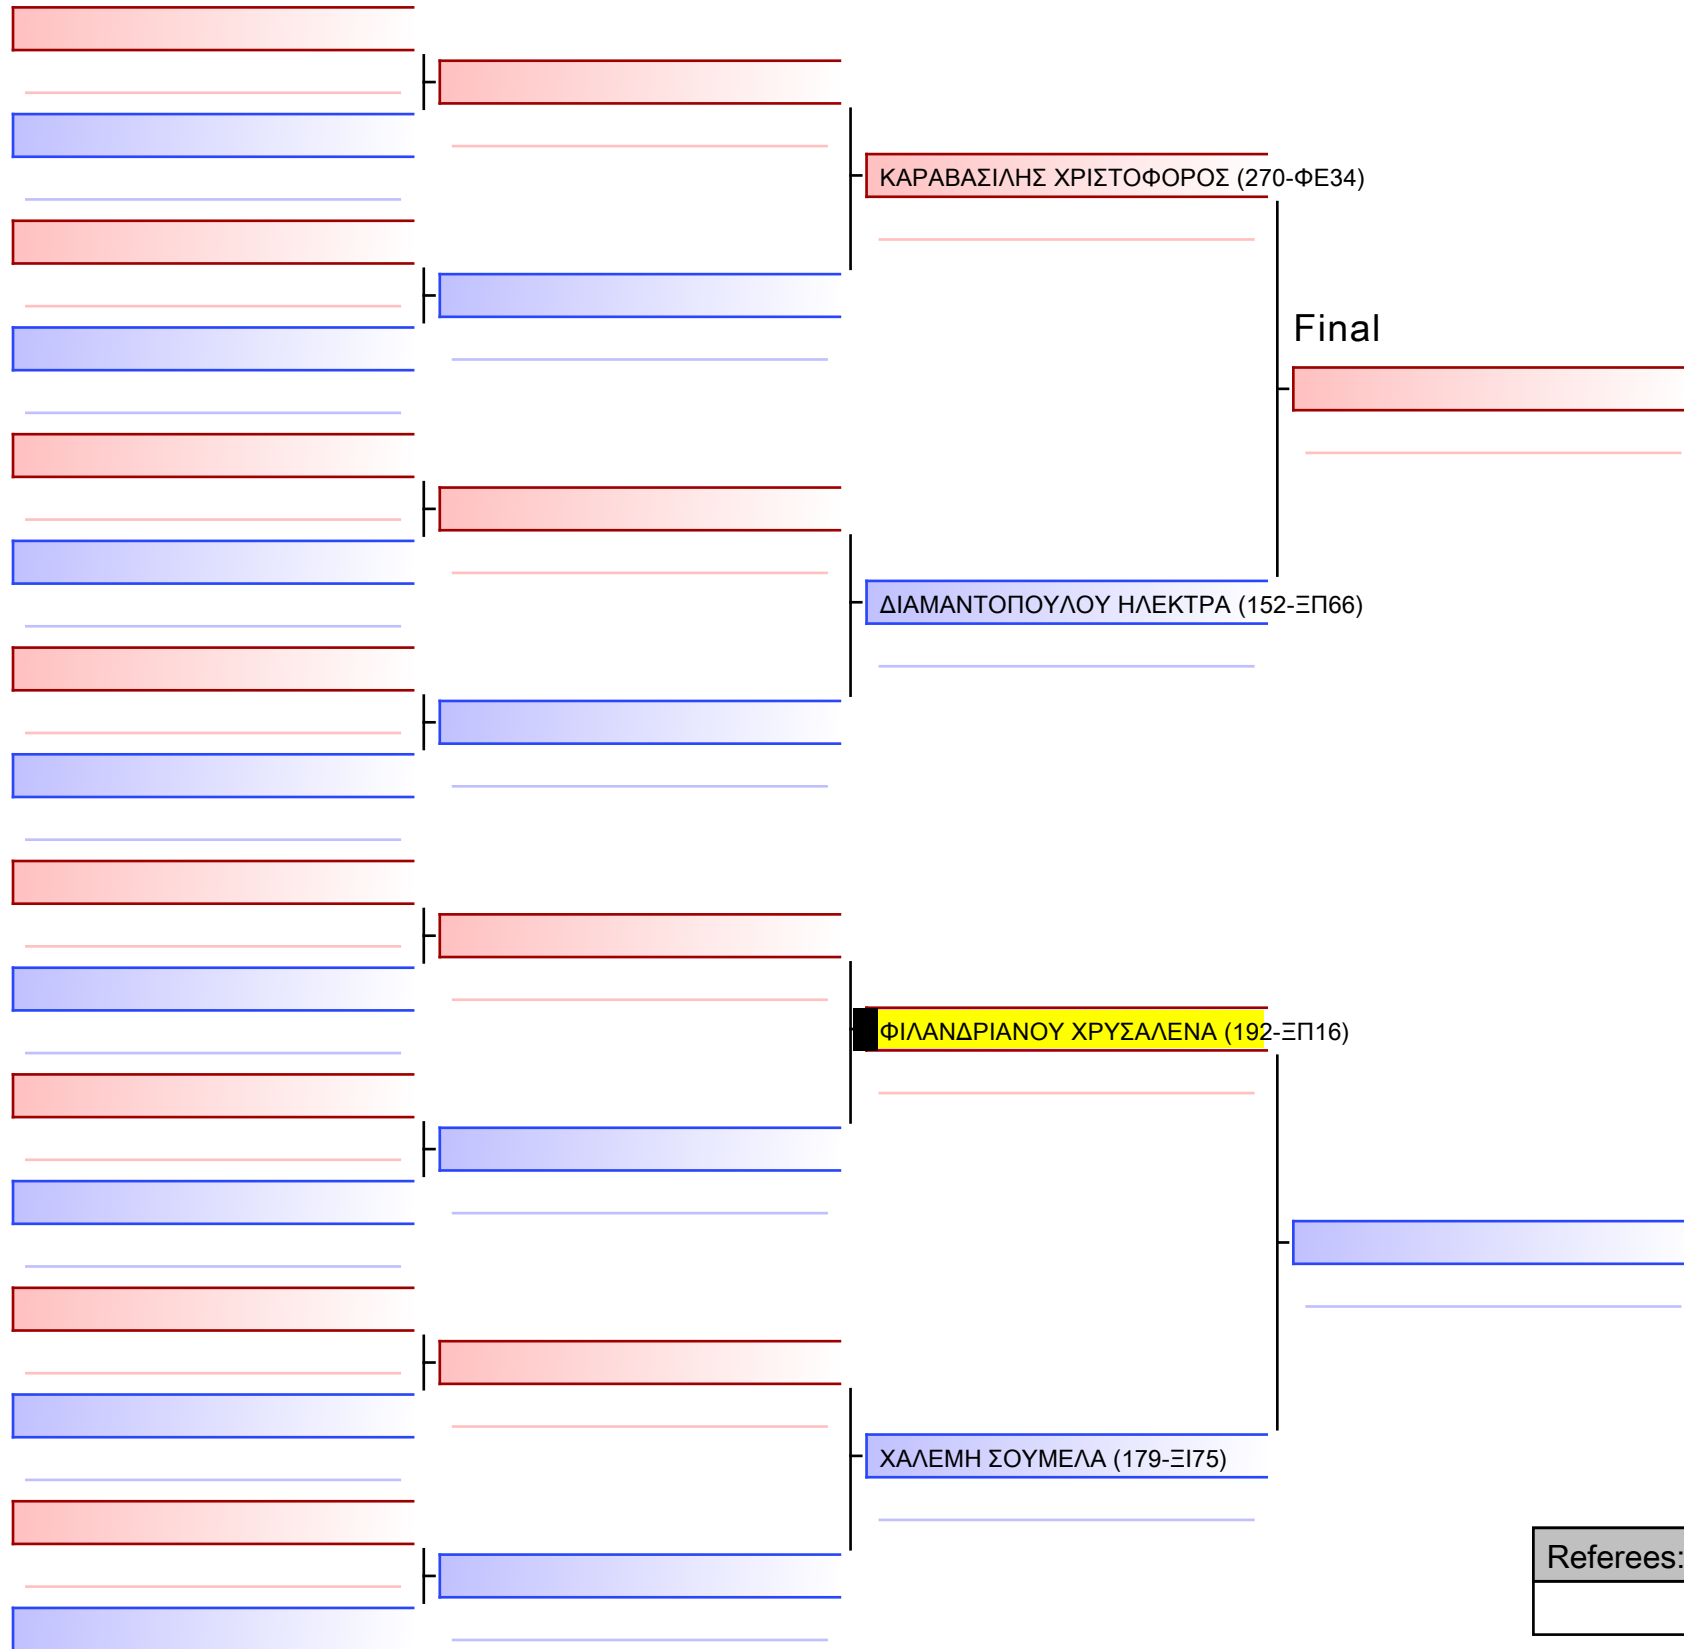 ΚΑΡΑΒΑΣΙΛΗΣ ΧΡΙΣΤΟΦΟΡΟΣ (270-ΦΕ34)
Final
ΔΙΑΜΑΝΤΟΠΟΥΛΟΥ ΗΛΕΚΤΡΑ (152-ΞΠ66)
ΦΙΛΑΝΔΡΙΑΝΟΥ ΧΡΥΣΑΛΕΝΑ (192-ΞΠ16)
ΧΑΛΕΜΗ ΣΟΥΜΕΛΑ (179-ΞΙ75)
Referees: